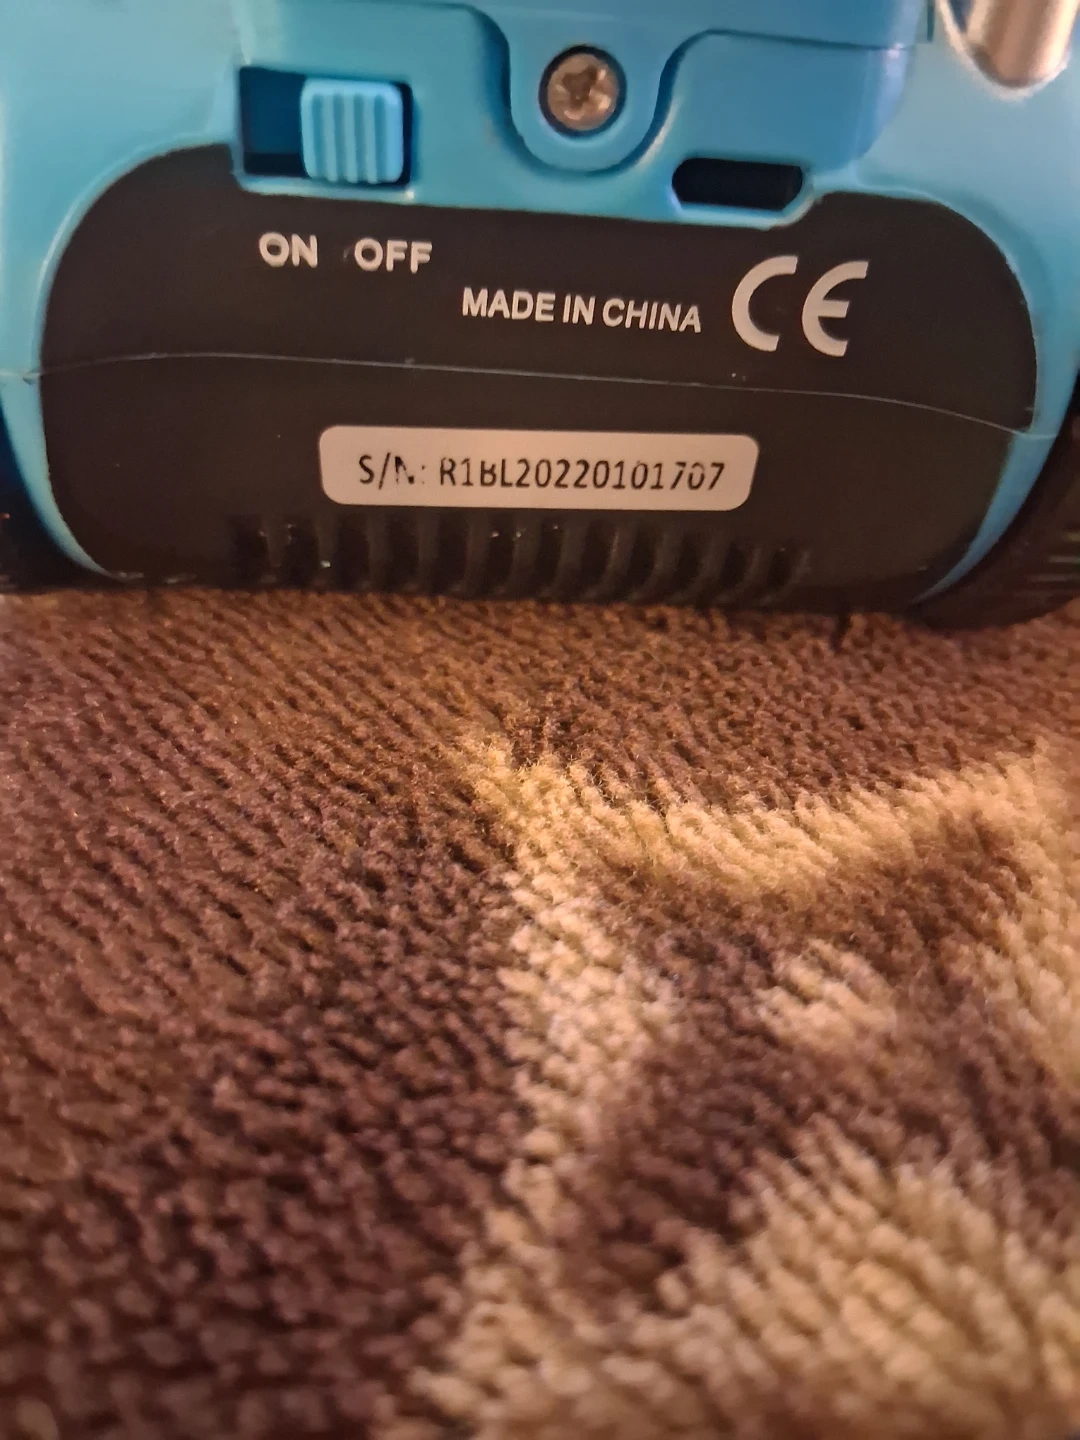 ON OFF
MADE IN CHINA CE
S/N: R1BL20220101707